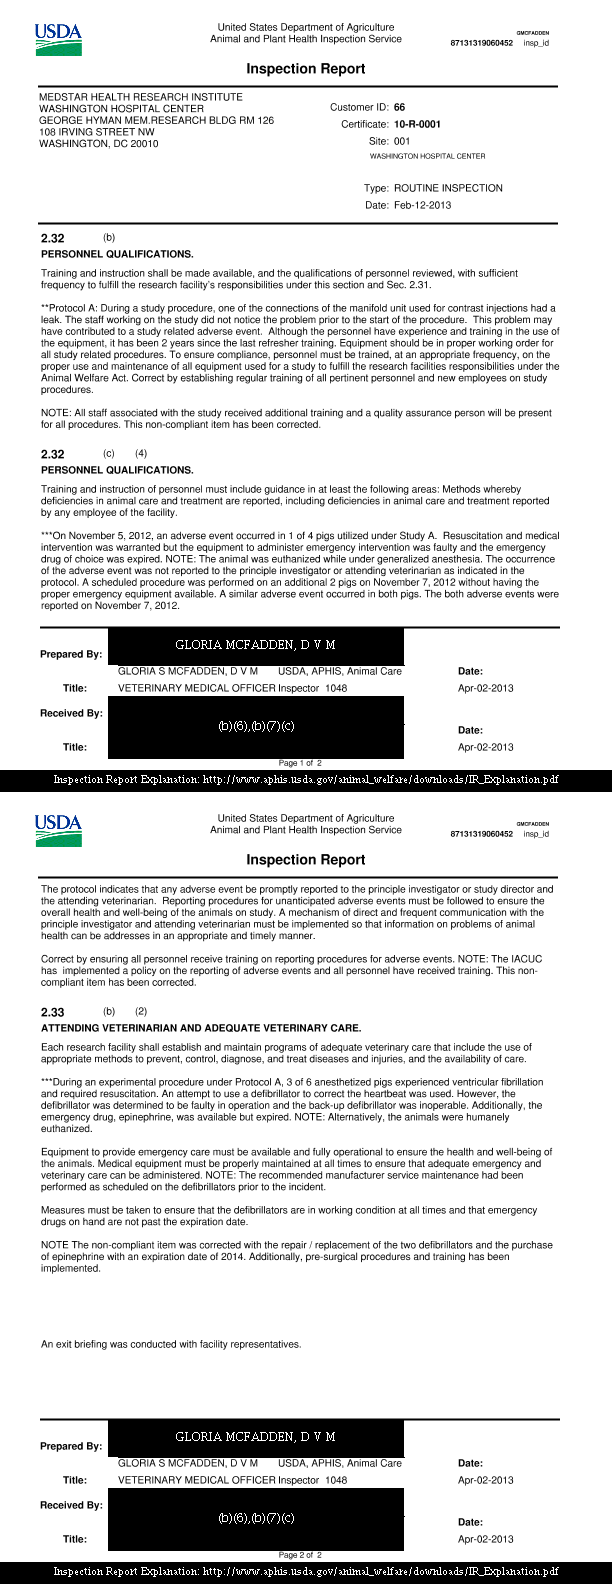 USDA
United States Department of Agriculture
Animal and Plant Health Inspection Service
GMCFADDEN
87131319060452 insp_id
Inspection Report
MEDSTAR HEALTH RESEARCH INSTITUTE
WASHINGTON HOSPITAL CENTER
GEORGE HYMAN MEM.RESEARCH BLDG RM 126
108 IRVING STREET NW
WASHINGTON, DC 20010
Customer ID: 66
Certificate: 10-R-0001
Site: 001
WASHINGTON HOSPITAL CENTER
Type: ROUTINE INSPECTION
Date: Feb-12-2013
2.32 (b)
PERSONNEL QUALIFICATIONS.
Training and instruction shall be made available, and the qualifications of personnel reviewed, with sufficient
frequency to fulfill the research facility's responsibilities under this section and Sec. 2.31.
**Protocol A: During a study procedure, one of the connections of the manifold unit used for contrast injections had a
leak. The staff working on the study did not notice the problem prior to the start of the procedure. This problem may
have contributed to a study related adverse event. Although the personnel have experience and training in the use of
the equipment, it has been 2 years since the last refresher training. Equipment should be in proper working order for
all study related procedures. To ensure compliance, personnel must be trained, at an appropriate frequency, on the
proper use and maintenance of all equipment used for a study to fulfill the research facilities responsibilities under the
Animal Welfare Act. Correct by establishing regular training of all pertinent personnel and new employees on study
procedures.
NOTE: All staff associated with the study received additional training and a quality assurance person will be present
for all procedures. This non-compliant item has been corrected.
2.32 (c) (4)
PERSONNEL QUALIFICATIONS.
Training and instruction of personnel must include guidance in at least the following areas: Methods whereby
deficiencies in animal care and treatment are reported, including deficiencies in animal care and treatment reported
by any employee of the facility.
***On November 5, 2012, an adverse event occurred in 1 of 4 pigs utilized under Study A. Resuscitation and medical
intervention was warranted but the equipment to administer emergency intervention was faulty and the emergency
drug of choice was expired. NOTE: The animal was euthanized while under generalized anesthesia. The occurrence
of the adverse event was not reported to the principle investigator or attending veterinarian as indicated in the
protocol. A scheduled procedure was performed on an additional 2 pigs on November 7, 2012 without having the
proper emergency equipment available. A similar adverse event occurred in both pigs. The both adverse events were
reported on November 7, 2012.
GLORIA MCFADDEN, D V M
Prepared By:
GLORIA S MCFADDEN, D V M USDA, APHIS, Animal Care Date:
Title: VETERINARY MEDICAL OFFICER Inspector 1048 Apr-02-2013
Received By:
(b)(6),(b)(7)(c)
Date:
Title: Apr-02-2013
Page 1 of 2
Inspection Report Explanation: http://www.aphis.usda.gov/animal_welfare/downloads/IR_Explanation.pdf
USDA
United States Department of Agriculture
Animal and Plant Health Inspection Service
GMCFADDEN
87131319060452 insp_id
Inspection Report
The protocol indicates that any adverse event be promptly reported to the principle investigator or study director and
the attending veterinarian. Reporting procedures for unanticipated adverse events must be followed to ensure the
overall health and well-being of the animals on study. A mechanism of direct and frequent communication with the
principle investigator and attending veterinarian must be implemented so that information on problems of animal
health can be addresses in an appropriate and timely manner.
Correct by ensuring all personnel receive training on reporting procedures for adverse events. NOTE: The IACUC
has implemented a policy on the reporting of adverse events and all personnel have received training. This non-
compliant item has been corrected.
2.33 (b) (2)
ATTENDING VETERINARIAN AND ADEQUATE VETERINARY CARE.
Each research facility shall establish and maintain programs of adequate veterinary care that include the use of
appropriate methods to prevent, control, diagnose, and treat diseases and injuries, and the availability of care.
***During an experimental procedure under Protocol A, 3 of 6 anesthetized pigs experienced ventricular fibrillation
and required resuscitation. An attempt to use a defibrillator to correct the heartbeat was used. However, the
defibrillator was determined to be faulty in operation and the back-up defibrillator was inoperable. Additionally, the
emergency drug, epinephrine, was available but expired. NOTE: Alternatively, the animals were humanely
euthanized.
Equipment to provide emergency care must be available and fully operational to ensure the health and well-being of
the animals. Medical equipment must be properly maintained at all times to ensure that adequate emergency and
veterinary care can be administered. NOTE: The recommended manufacturer service maintenance had been
performed as scheduled on the defibrillators prior to the incident.
Measures must be taken to ensure that the defibrillators are in working condition at all times and that emergency
drugs on hand are not past the expiration date.
NOTE The non-compliant item was corrected with the repair / replacement of the two defibrillators and the purchase
of epinephrine with an expiration date of 2014. Additionally, pre-surgical procedures and training has been
implemented.
An exit briefing was conducted with facility representatives.
GLORIA MCFADDEN, D V M
Prepared By:
GLORIA S MCFADDEN, D V M USDA, APHIS, Animal Care Date:
Title: VETERINARY MEDICAL OFFICER Inspector 1048 Apr-02-2013
Received By:
(b)(6),(b)(7)(c)
Date:
Title: Apr-02-2013
Page 2 of 2
Inspection Report Explanation: http://www.aphis.usda.gov/animal_welfare/downloads/IR_Explanation.pdf